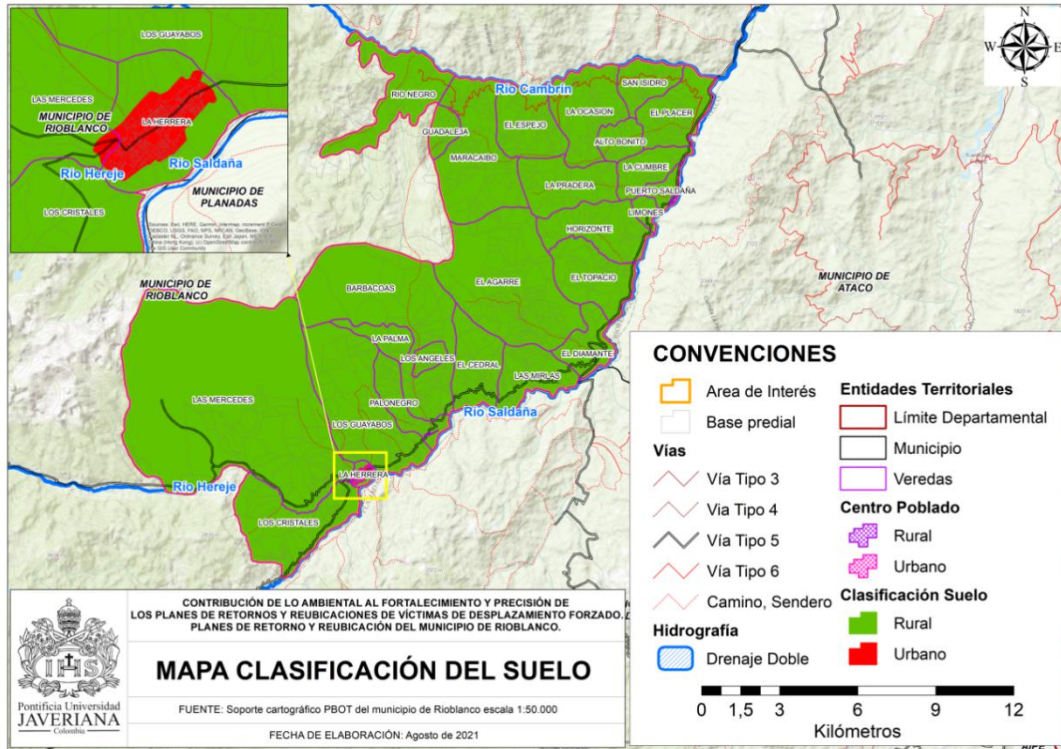 LOS GUAYABOS
LAS MERCEDES
MUNICIPIO DE
RIOBLANCO
LA HERRERA
Río Hereje
Río Saldaña
LOS CRISTALES
MUNICIPIO DE
PLANADAS
N
W E
S
RIO NEGRO
Río Cambrin
SAN ISIDRO
LA OCASION
EL PLACER
GUADALEJA
EL ESPEJO
ALTO BONITO
MARACAIBO
LA CUMBRE
LA PRADERA
PUERTO SALDAÑA
LIMONES
HORIZONTE
MUNICIPIO DE
RIOBLANCO
BARBACOAS
EL AGARRE
EL TOPACIO
MUNICIPIO DE
ATACO
LA PALMA
LOS ANGELES
EL CEDRAL
EL DIAMANTE
LAS MIRLAS
LAS MERCEDES
PALONEGRO
LOS GUAYABOS
Río Saldaña
LA HERRERA
Río Hereje
LOS CRISTALES
CONVENCIONES
Area de Interés
Base predial
Vías
Vía Tipo 3
Via Tipo 4
Vía Tipo 5
Vía Tipo 6
Camino, Sendero
Hidrografía
Drenaje Doble
Entidades Territoriales
Límite Departamental
Municipio
Veredas
Centro Poblado
Rural
Urbano
Clasificación Suelo
Rural
Urbano
0 1,5 3 6 9 12
Kilómetros
IHS
Pontificia Universidad
JAVERIANA
Colombia
CONTRIBUCIÓN DE LO AMBIENTAL AL FORTALECIMIENTO Y PRECISIÓN DE
LOS PLANES DE RETORNOS Y REUBICACIONES DE VÍCTIMAS DE DESPLAZAMIENTO FORZADO.
PLANES DE RETORNO Y REUBICACIÓN DEL MUNICIPIO DE RIOBLANCO.
MAPA CLASIFICACIÓN DEL SUELO
FUENTE: Soporte cartográfico PBOT del municipio de Rioblanco escala 1:50.000
FECHA DE ELABORACIÓN: Agosto de 2021